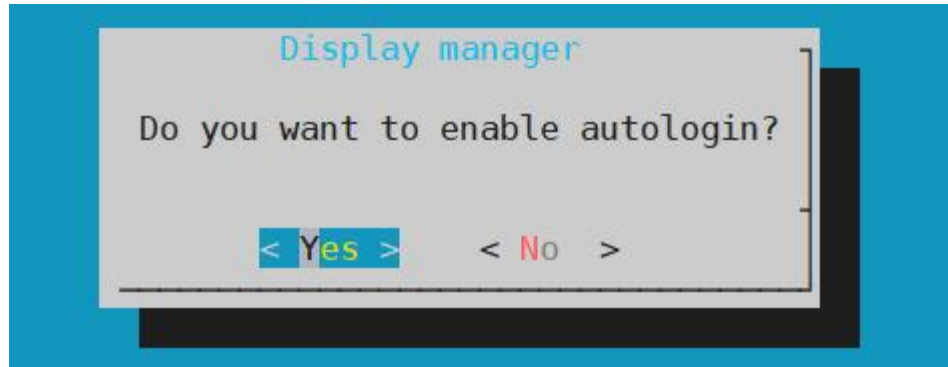 Display manager
Do you want to enable autologin?
< Yes > < No >